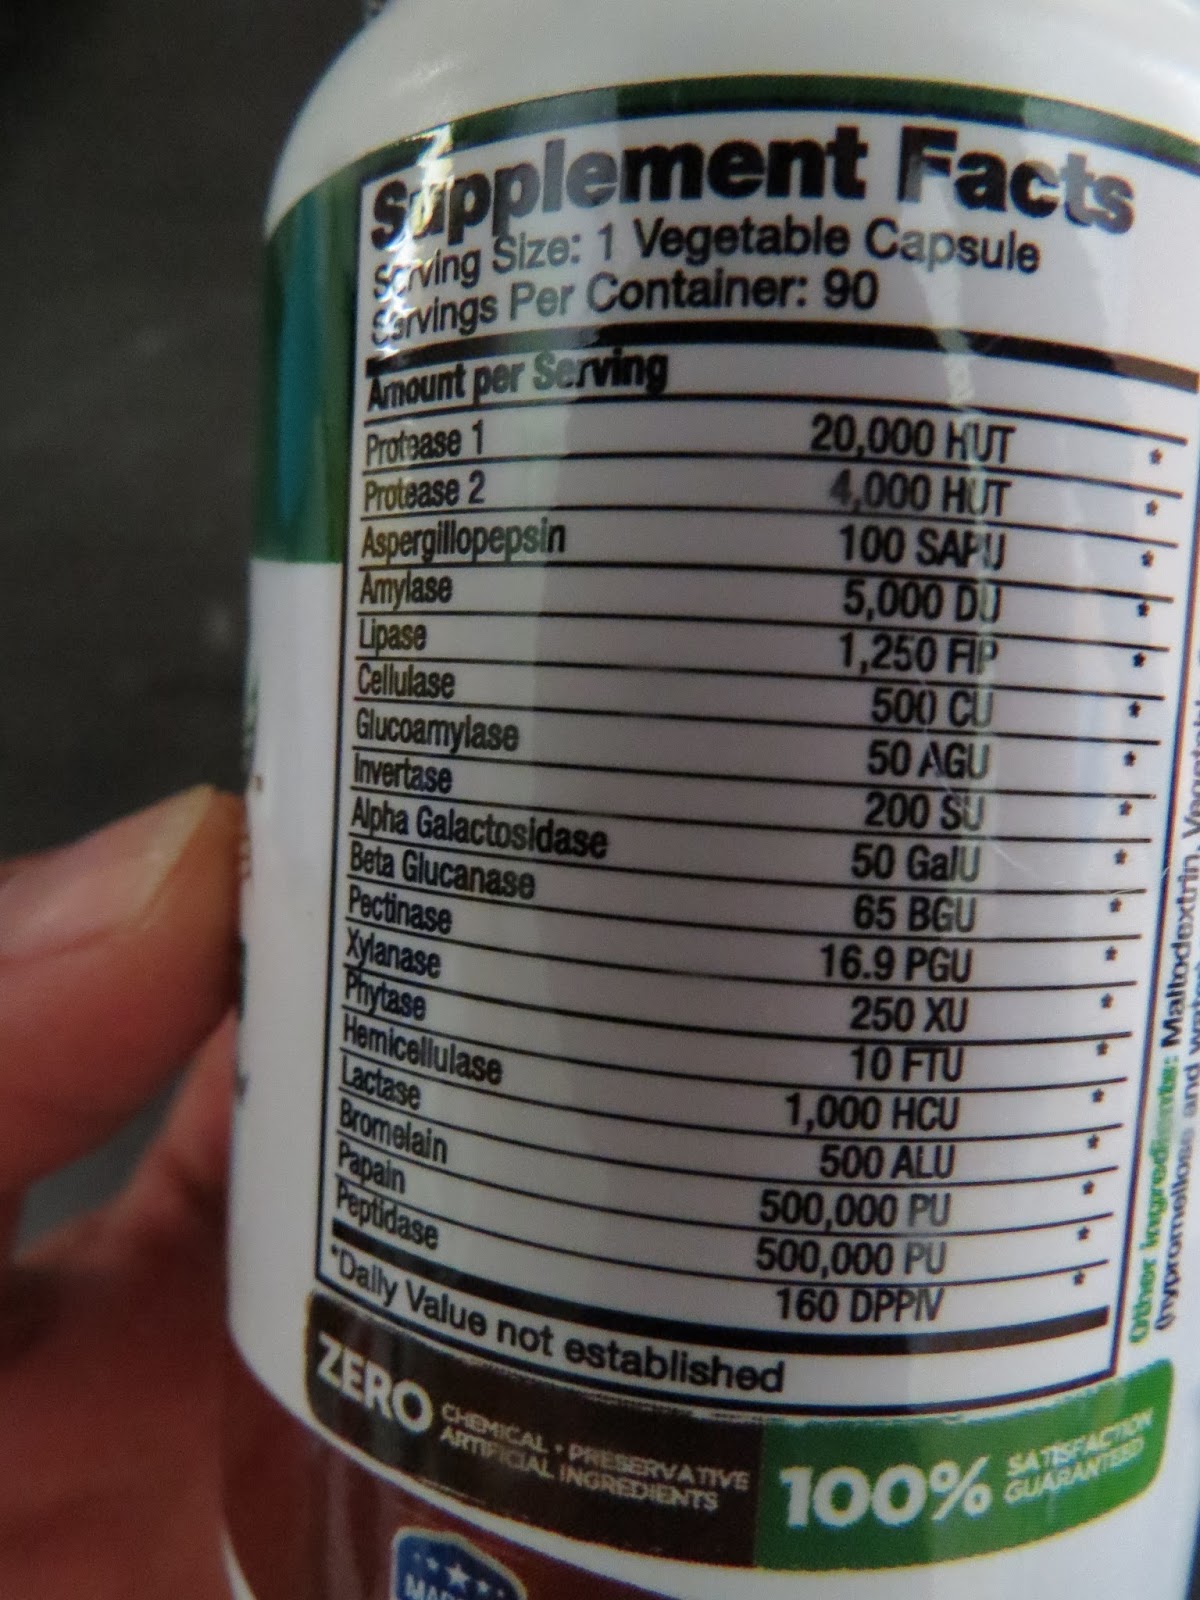 Supplement Facts
Serving Size: 1 Vegetable Capsule
Servings Per Container: 90
Amount per Serving
Protease 1 20,000 HUT *
Protease 2 4,000 HUT *
Aspergillopepsin 100 SAPU *
Amylase 5,000 DU *
Lipase 1,250 FIP *
Cellulase 500 CU *
Glucoamylase 50 AGU *
Invertase 200 SU *
Alpha Galactosidase 50 GalU *
Beta Glucanase 65 BGU *
Pectinase 16.9 PGU *
Xylanase 250 XU *
Phytase 10 FTU *
Hemicellulase 1,000 HCU *
Lactase 500 ALU *
Bromelain 500,000 PU *
Papain 500,000 PU *
Peptidase 160 DPPIV *
*Daily Value not established
ZERO CHEMICAL • PRESERVATIVE
ARTIFICIAL INGREDIENTS
100% SATISFACTION
GUARANTEED
Other ingredients: Maltodextrin,
(hypromellose and